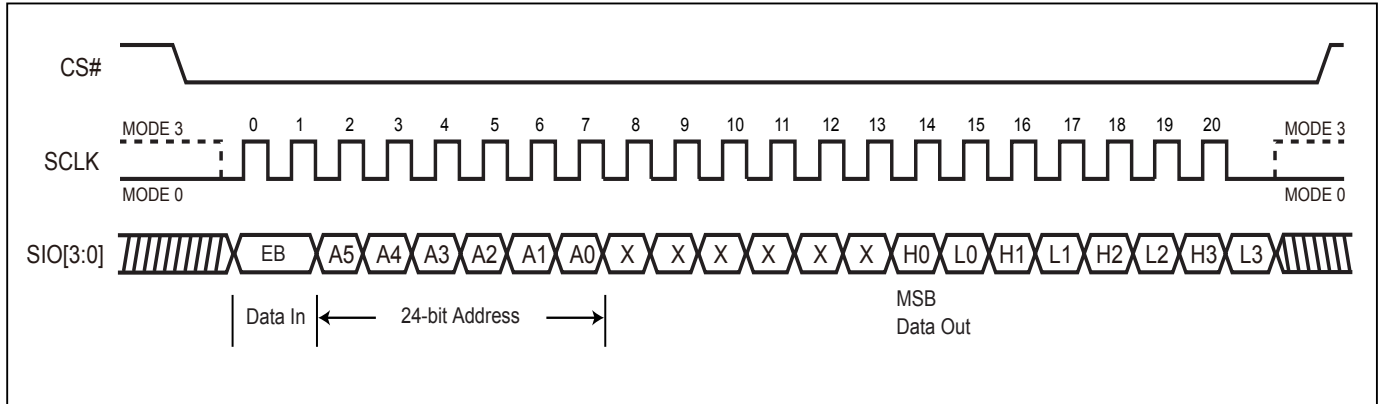 CS#
MODE 3
0 1 2 3 4 5 6 7 8 9 10 11 12 13 14 15 16 17 18 19 20
MODE 3
SCLK
MODE 0
MODE 0
SIO[3:0]
EB A5 A4 A3 A2 A1 A0 X X X X X X H0 L0 H1 L1 H2 L2 H3 L3
Data In
24-bit Address
MSB
Data Out